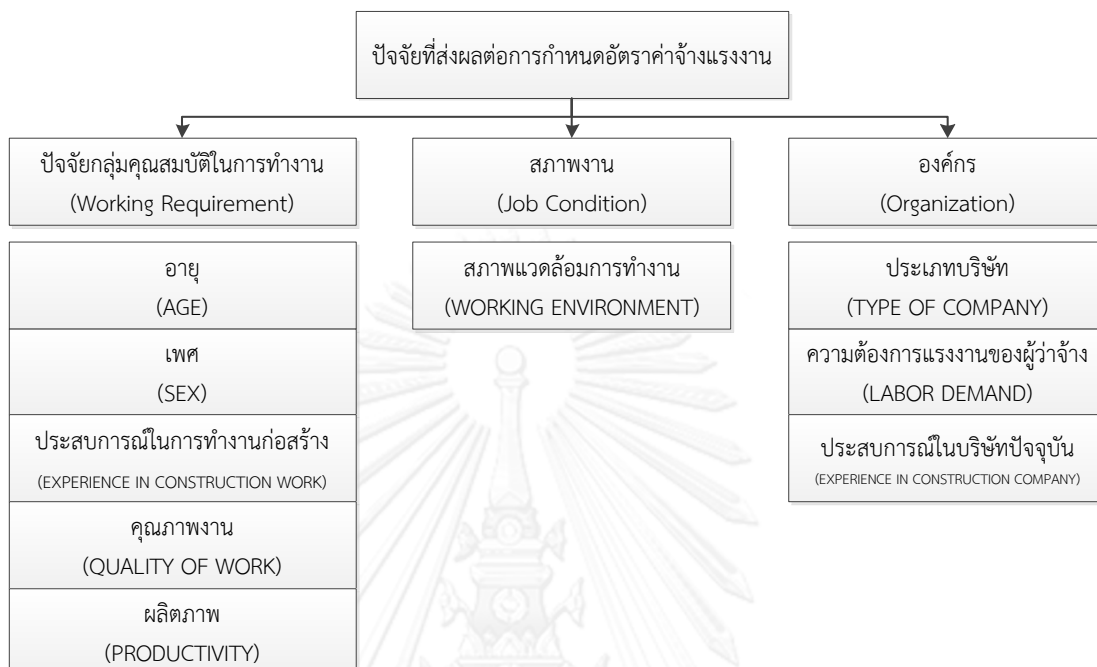 ปัจจัยที่ส่งผลต่อการกำหนดอัตราค่าจ้างแรงงาน
ปัจจัยกลุ่มคุณสมบัติในการทำงาน
(Working Requirement)
อายุ
(AGE)
เพศ
(SEX)
ประสบการณ์ในการทำงานก่อสร้าง
(EXPERIENCE IN CONSTRUCTION WORK)
คุณภาพงาน
(QUALITY OF WORK)
ผลิตภาพ
(PRODUCTIVITY)
สภาพงาน
(Job Condition)
สภาพแวดล้อมการทำงาน
(WORKING ENVIRONMENT)
องค์กร
(Organization)
ประเภทบริษัท
(TYPE OF COMPANY)
ความต้องการแรงงานของผู้ว่าจ้าง
(LABOR DEMAND)
ประสบการณ์ในบริษัทปัจจุบัน
(EXPERIENCE IN CONSTRUCTION COMPANY)